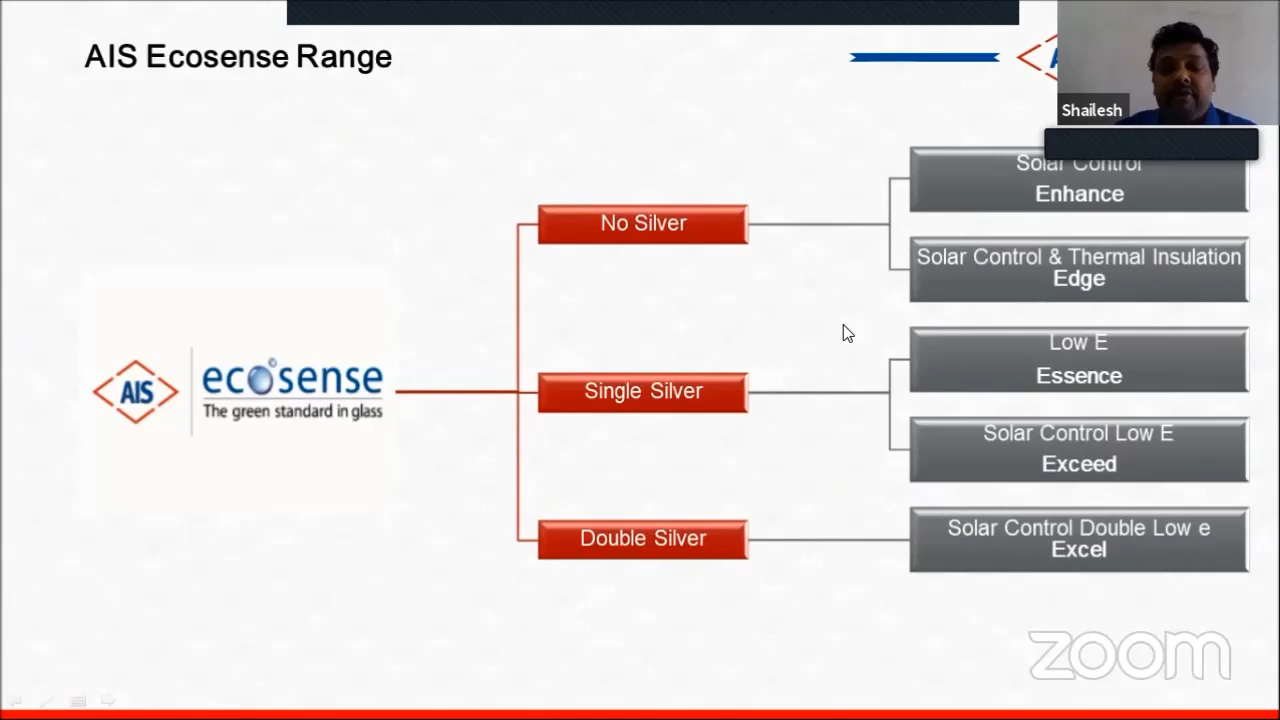 AIS Ecosense Range
Shailesh
Solar Control
Enhance
No Silver
Solar Control & Thermal Insulation
Edge
Low E
Essence
AIS
ecosense
The green standard in glass
Single Silver
Solar Control Low E
Exceed
Double Silver
Solar Control Double Low e
Excel
zoom